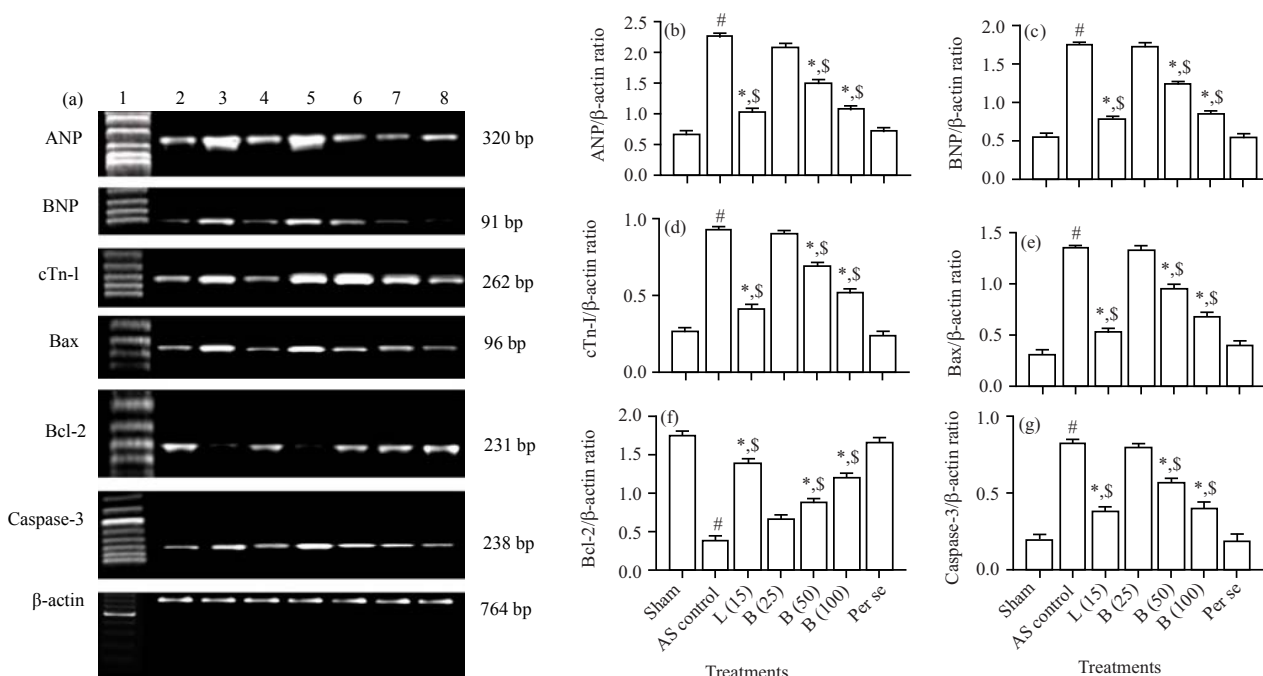 (a)
1 2 3 4 5 6 7 8
ANP 320 bp
BNP 91 bp
cTn-I 262 bp
Bax 96 bp
Bcl-2 231 bp
Caspase-3 238 bp
β-actin 764 bp
(b)
ANP/β-actin ratio
2.5
2.0
1.5
1.0
0.5
0.0
#
*,$
*,$
*,$
(c)
BNP/β-actin ratio
2.0
1.5
1.0
0.5
0.0
#
*,$
*,$
*,$
(d)
cTn-I/β-actin ratio
1.0
0.5
0.0
#
*,$
*,$
*,$
(e)
Bax/β-actin ratio
1.5
1.0
0.5
0.0
#
*,$
*,$
*,$
(f)
Bcl-2/β-actin ratio
2.0
1.5
1.0
0.5
0.0
#
*,$
*,$
*,$
Sham
AS control
L (15)
B (25)
B (50)
B (100)
Per se
Treatments
(g)
Caspase-3/β-actin ratio
1.0
0.5
0.0
#
*,$
*,$
*,$
Sham
AS control
L (15)
B (25)
B (50)
B (100)
Per se
Treatments